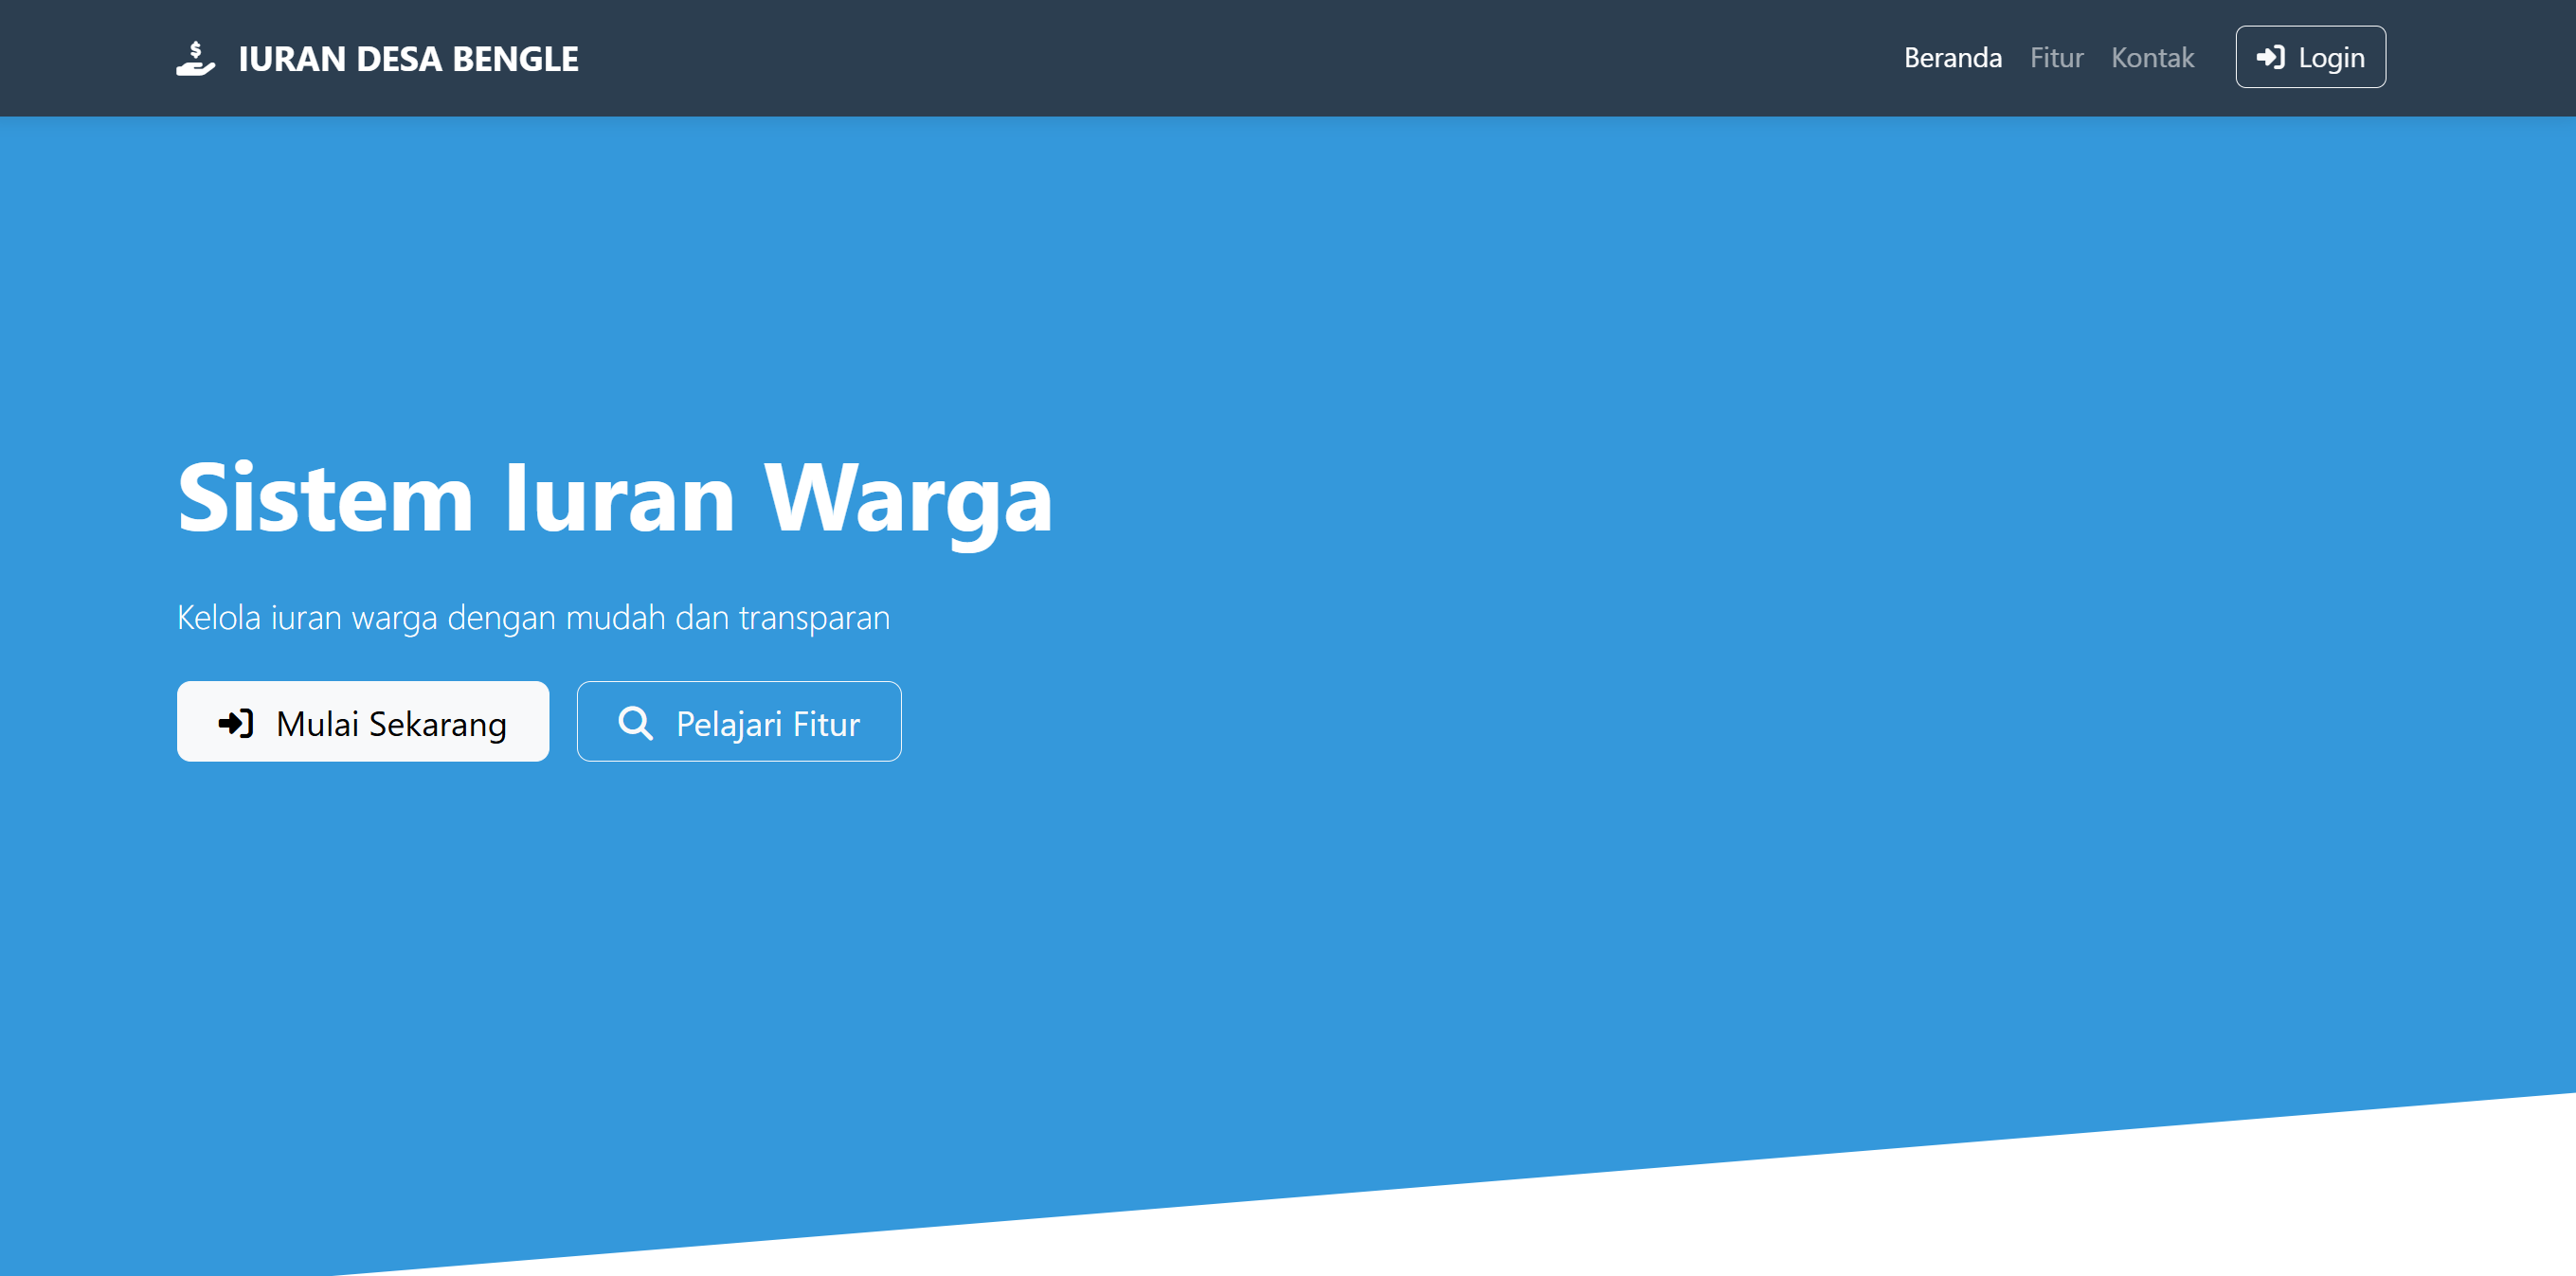 IURAN DESA BENGLE
Beranda Fitur Kontak Login
Sistem Iuran Warga
Kelola iuran warga dengan mudah dan transparan
Mulai Sekarang Pelajari Fitur